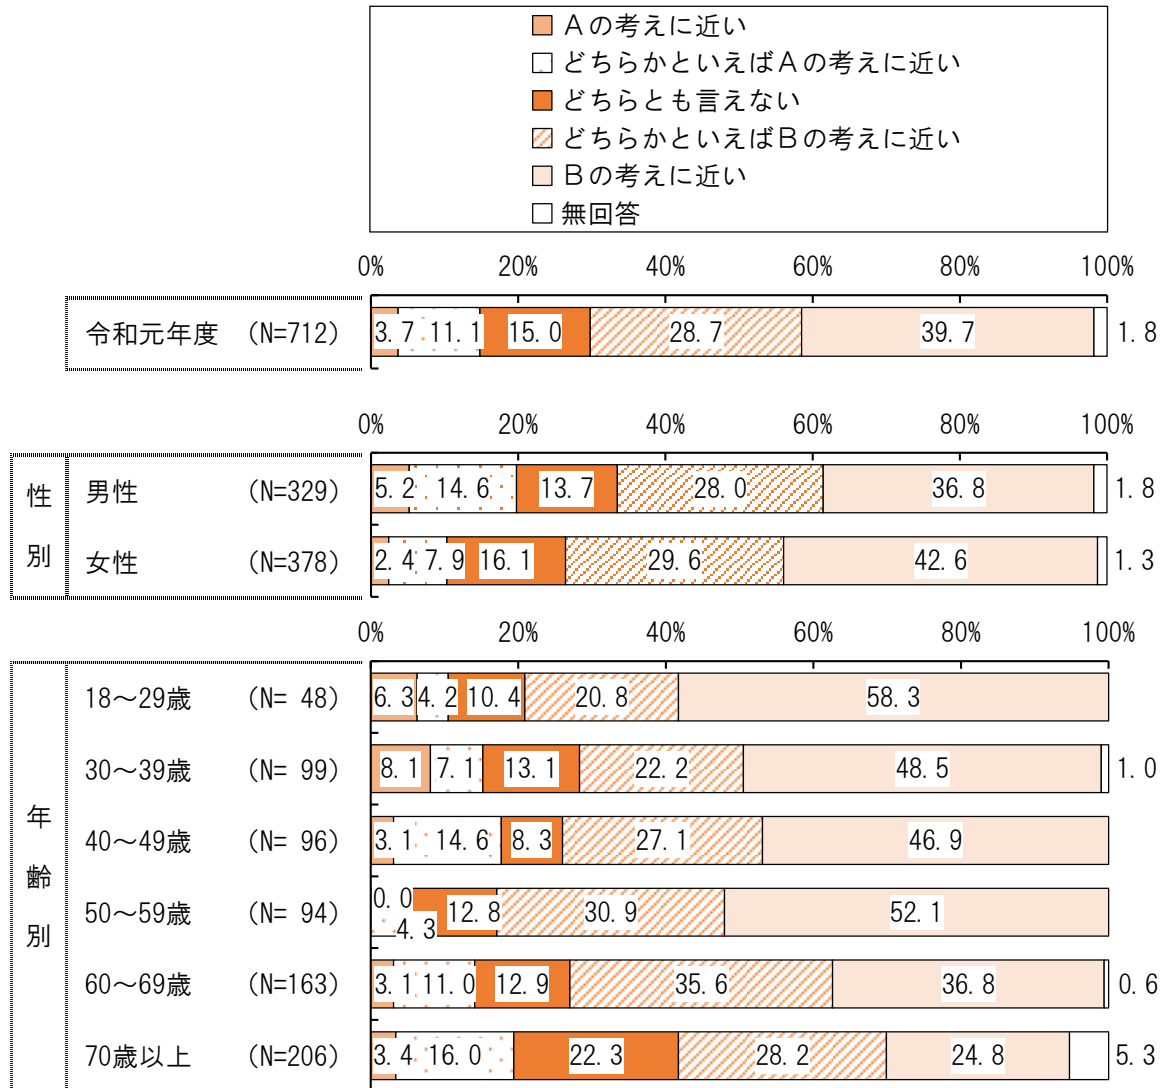 Ａの考えに近い
どちらかといえばＡの考えに近い
どちらとも言えない
どちらかといえばＢの考えに近い
Ｂの考えに近い
無回答
0% 20% 40% 60% 80% 100%
令和元年度 (N=712) 3.7 11.1 15.0 28.7 39.7 1.8
0% 20% 40% 60% 80% 100%
性別
男性 (N=329) 5.2 14.6 13.7 28.0 36.8 1.8
女性 (N=378) 2.4 7.9 16.1 29.6 42.6 1.3
0% 20% 40% 60% 80% 100%
年齢別
18～29歳 (N= 48) 6.3 4.2 10.4 20.8 58.3
30～39歳 (N= 99) 8.1 7.1 13.1 22.2 48.5 1.0
40～49歳 (N= 96) 3.1 14.6 8.3 27.1 46.9
50～59歳 (N= 94) 0.0 4.3 12.8 30.9 52.1
60～69歳 (N=163) 3.1 11.0 12.9 35.6 36.8 0.6
70歳以上 (N=206) 3.4 16.0 22.3 28.2 24.8 5.3